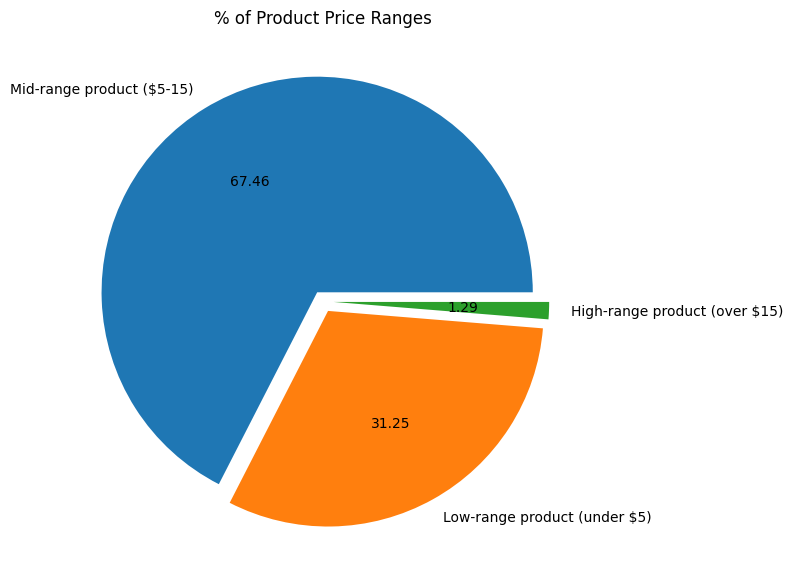 % of Product Price Ranges
Mid-range product ($5-15)
67.46
1.29
High-range product (over $15)
31.25
Low-range product (under $5)